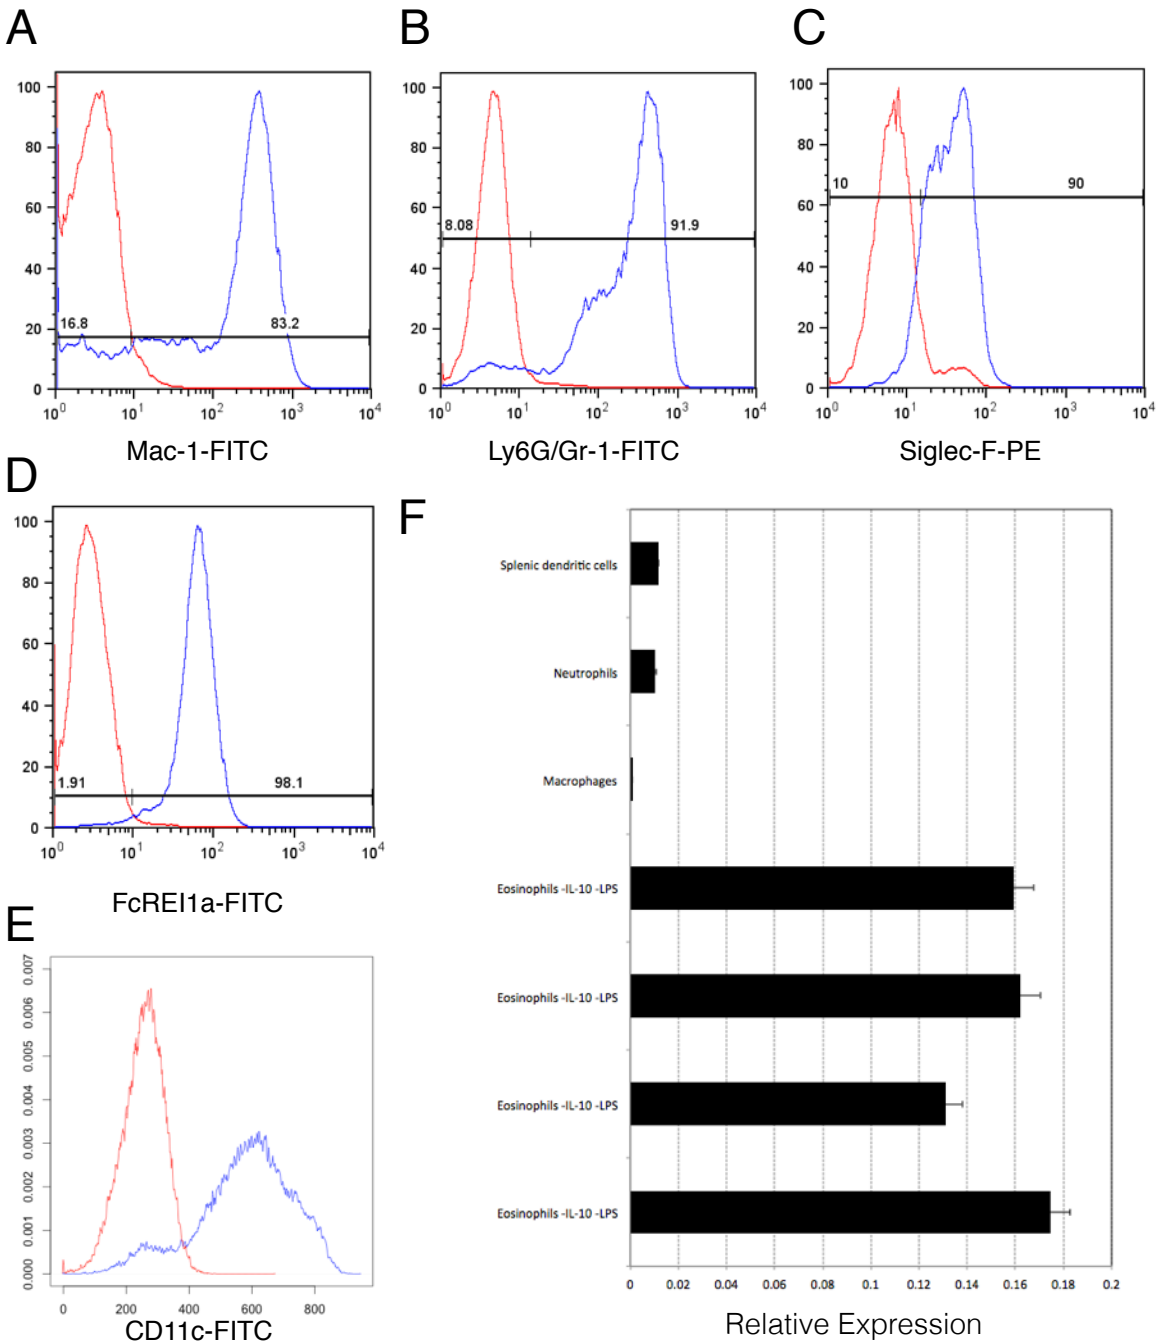 A
100
80
60
40
20
0
16.8
83.2
10^0 10^1 10^2 10^3 10^4
Mac-1-FITC
B
100
80
60
40
20
0
8.08
91.9
10^0 10^1 10^2 10^3 10^4
Ly6G/Gr-1-FITC
C
100
80
60
40
20
0
10
90
10^0 10^1 10^2 10^3 10^4
Siglec-F-PE
D
100
80
60
40
20
0
1.91
98.1
10^0 10^1 10^2 10^3 10^4
FcREI1a-FITC
E
0.007
0.006
0.005
0.004
0.003
0.002
0.001
0.000
0 200 400 600 800
CD11c-FITC
F
Splenic dendritic cells
Neutrophils
Macrophages
Eosinophils -IL-10 -LPS
Eosinophils -IL-10 -LPS
Eosinophils -IL-10 -LPS
Eosinophils -IL-10 -LPS
0 0.02 0.04 0.06 0.08 0.1 0.12 0.14 0.16 0.18 0.2
Relative Expression